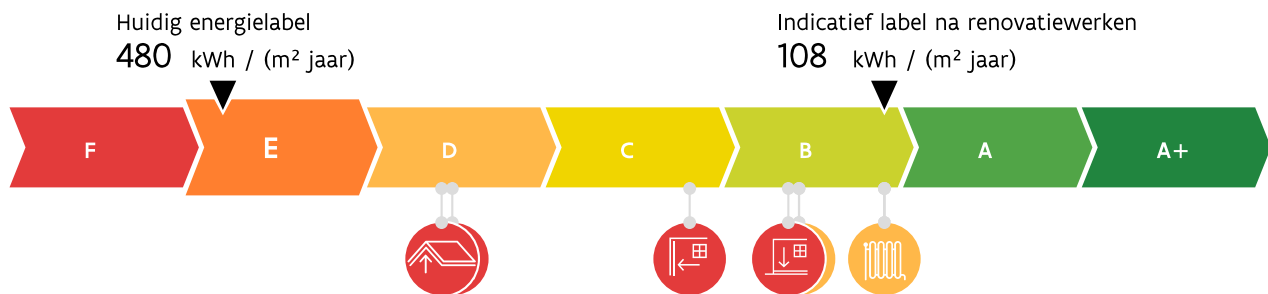 Huidig energielabel
480 kWh / (m² jaar)
Indicatief label na renovatiewerken
108 kWh / (m² jaar)
F
E
D
C
B
A
A+